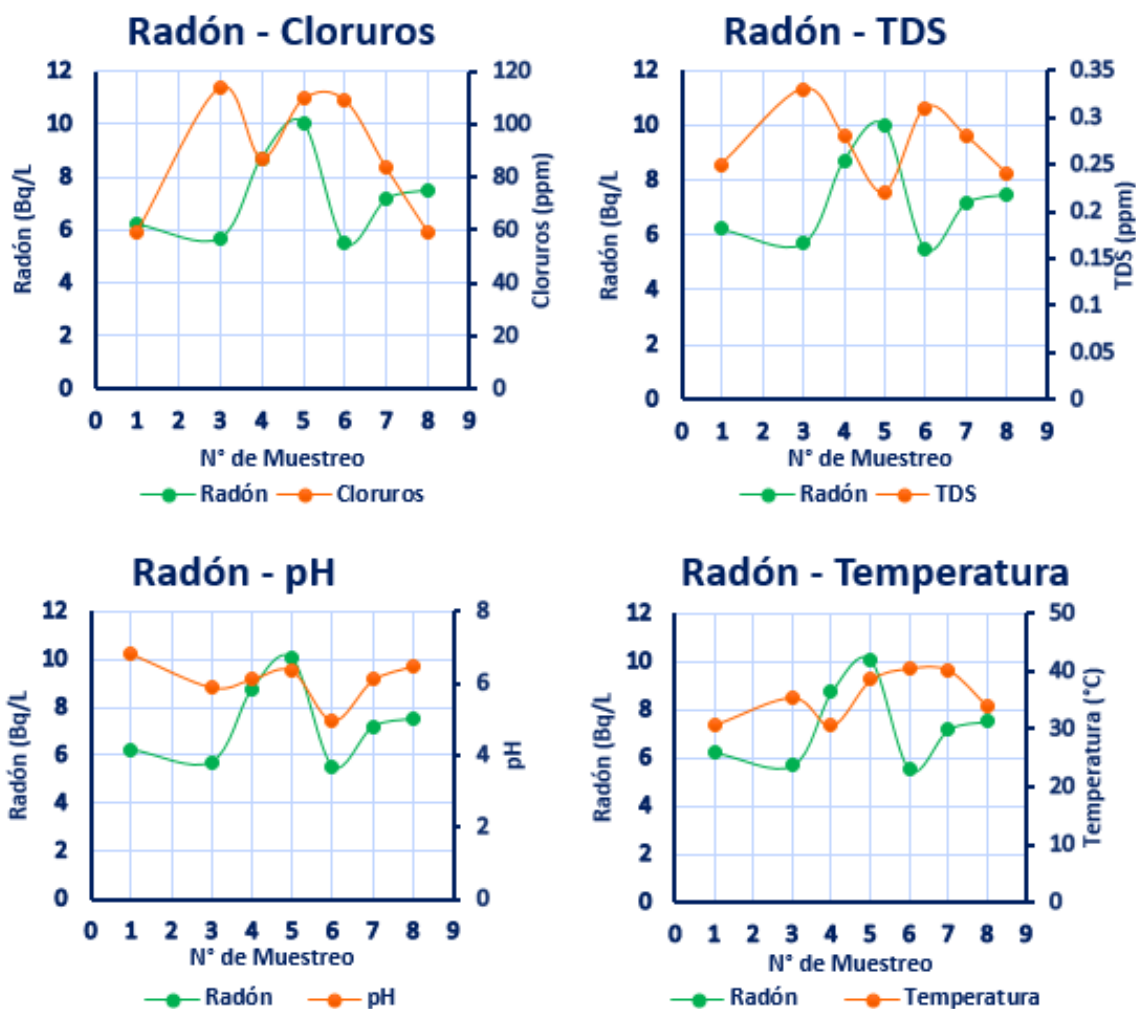 Radón - Cloruros
12
10
8
6
4
2
0
Radón (Bq/L)
120
100
80
60
40
20
0
Cloruros (ppm)
0 1 2 3 4 5 6 7 8 9
N° de Muestreo
Radón Cloruros
Radón - TDS
12
10
8
6
4
2
0
Radón (Bq/L)
0.35
0.3
0.25
0.2
0.15
0.1
0.05
0
TDS (ppm)
0 1 2 3 4 5 6 7 8 9
N° de Muestreo
Radón TDS
Radón - pH
12
10
8
6
4
2
0
Radón (Bq/L)
8
6
4
2
0
pH
0 1 2 3 4 5 6 7 8 9
N° de Muestreo
Radón pH
Radón - Temperatura
12
10
8
6
4
2
0
Radón (Bq/L)
50
40
30
20
10
0
Temperatura (°C)
0 1 2 3 4 5 6 7 8 9
N° de Muestreo
Radón Temperatura